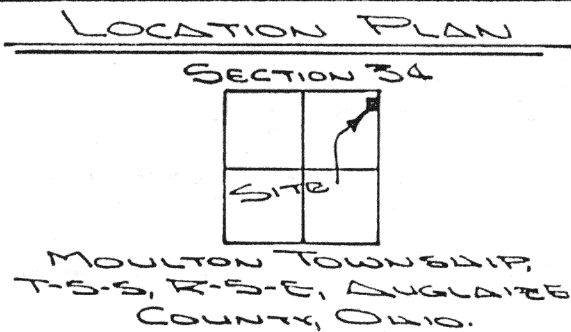 LOCATION PLAN
SECTION 34
SITE
MOULTON TOWNSHIP,
T-5-S, R-5-E, AUGLAIZE
COUNTY, OHIO.